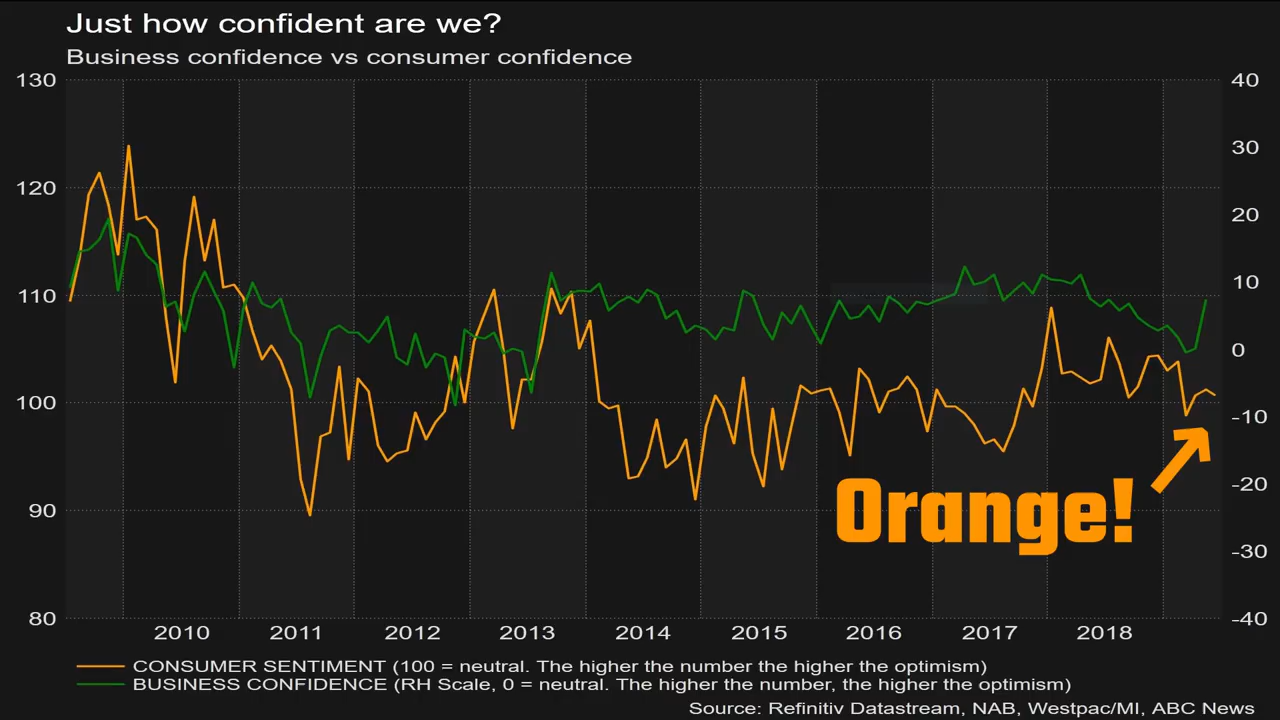 Just how confident are we?
Business confidence vs consumer confidence
130
120
110
100
90
80
40
30
20
10
0
-10
-20
-30
-40
Orange!
2010 2011 2012 2013 2014 2015 2016 2017 2018
CONSUMER SENTIMENT (100 = neutral. The higher the number the higher the optimism)
BUSINESS CONFIDENCE (RH Scale, 0 = neutral. The higher the number, the higher the optimism)
Source: Refinitiv Datastream, NAB, Westpac/MI, ABC News